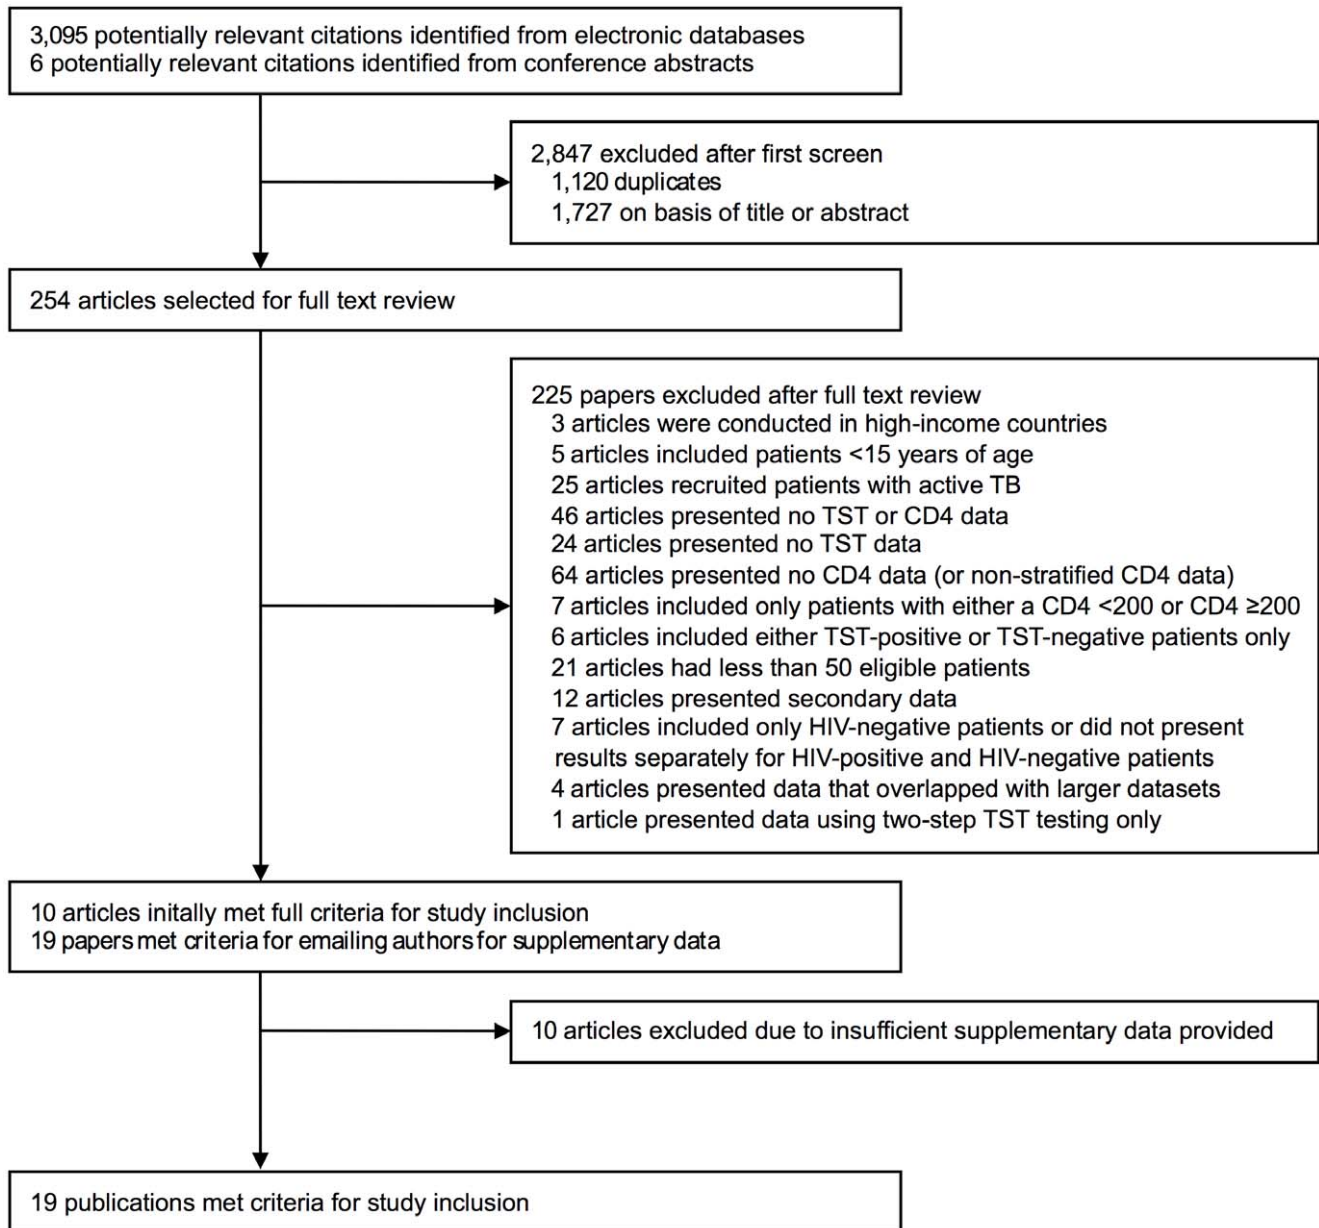 3,095 potentially relevant citations identified from electronic databases
6 potentially relevant citations identified from conference abstracts
2,847 excluded after first screen
1,120 duplicates
1,727 on basis of title or abstract
254 articles selected for full text review
225 papers excluded after full text review
3 articles were conducted in high-income countries
5 articles included patients <15 years of age
25 articles recruited patients with active TB
46 articles presented no TST or CD4 data
24 articles presented no TST data
64 articles presented no CD4 data (or non-stratified CD4 data)
7 articles included only patients with either a CD4 <200 or CD4 ≥200
6 articles included either TST-positive or TST-negative patients only
21 articles had less than 50 eligible patients
12 articles presented secondary data
7 articles included only HIV-negative patients or did not present
results separately for HIV-positive and HIV-negative patients
4 articles presented data that overlapped with larger datasets
1 article presented data using two-step TST testing only
10 articles initally met full criteria for study inclusion
19 papers met criteria for emailing authors for supplementary data
10 articles excluded due to insufficient supplementary data provided
19 publications met criteria for study inclusion